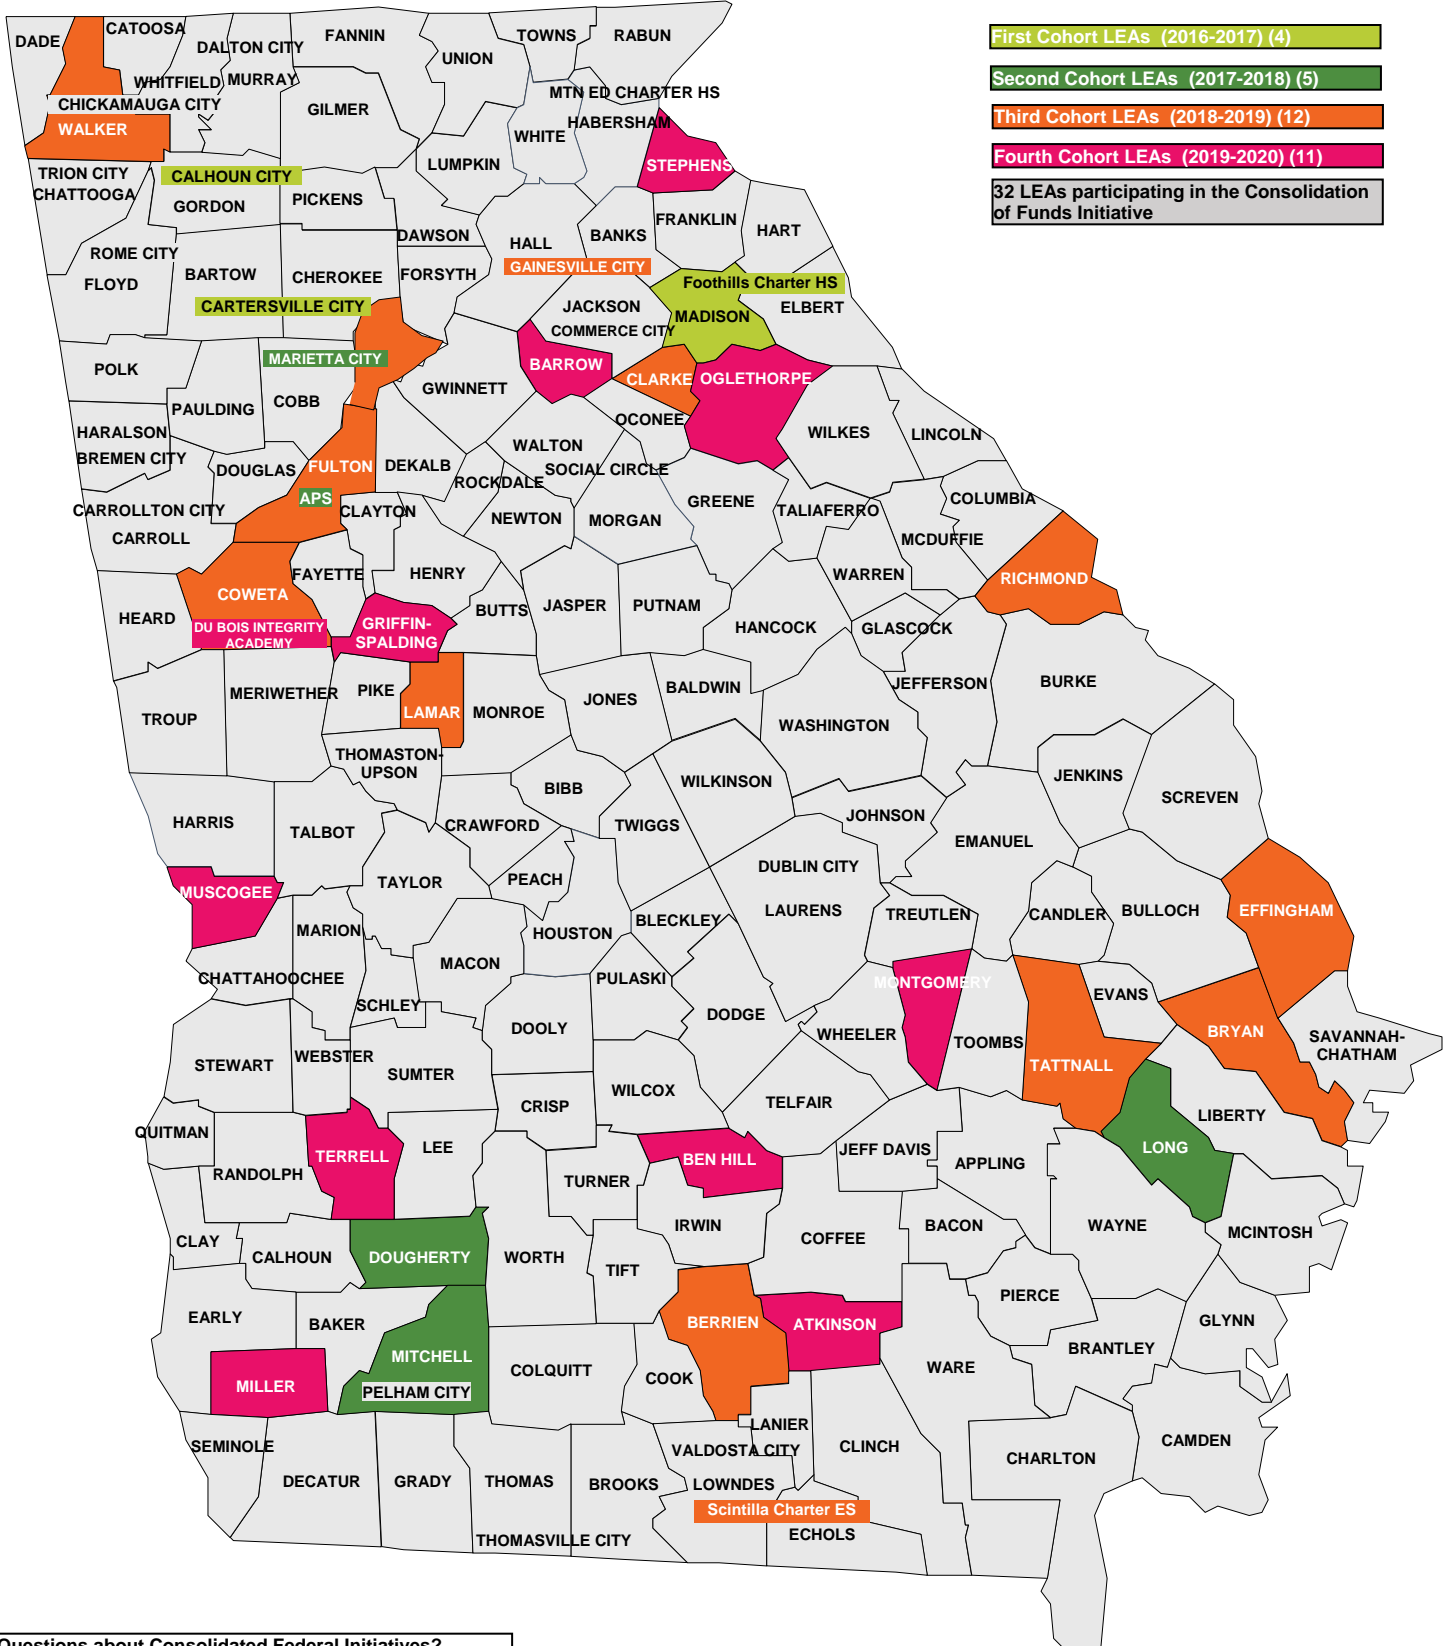 First Cohort LEAs (2016-2017) (4)
Second Cohort LEAs (2017-2018) (5)
Third Cohort LEAs (2018-2019) (12)
Fourth Cohort LEAs (2019-2020) (11)
32 LEAs participating in the Consolidation
of Funds Initiative
DADE
CATOOSA
DALTON CITY
FANNIN
UNION
TOWNS
RABUN
WHITFIELD
MURRAY
MTN ED CHARTER HS
CHICKAMAUGA CITY
GILMER
WALKER
WHITE
HABERSHAM
TRION CITY
CHATTOOGA
CALHOUN CITY
LUMPKIN
STEPHENS
GORDON
PICKENS
FRANKLIN
HART
DAWSON
HALL
BANKS
ROME CITY
FLOYD
BARTOW
CHEROKEE
FORSYTH
GAINESVILLE CITY
Foothills Charter HS
CARTERSVILLE CITY
JACKSON
MADISON
ELBERT
COMMERCE CITY
POLK
MARIETTA CITY
BARROW
CLARKE
OGLETHORPE
GWINNETT
PAULDING
COBB
OCONEE
HARALSON
BREMEN CITY
WILKES
LINCOLN
WALTON
DOUGLAS
FULTON
DEKALB
SOCIAL CIRCLE
ROCKDALE
APS
CARROLLTON CITY
CLAYTON
NEWTON
MORGAN
GREENE
TALIAFERRO
COLUMBIA
CARROLL
MCDUFFIE
FAYETTE
HENRY
WARREN
RICHMOND
COWETA
HEARD
BUTTS
JASPER
PUTNAM
HANCOCK
GLASCOCK
DU BOIS INTEGRITY
ACADEMY
GRIFFIN-
SPALDING
TROUP
MERIWETHER
PIKE
LAMAR
MONROE
JONES
BALDWIN
JEFFERSON
BURKE
WASHINGTON
THOMASTON-
UPSON
BIBB
WILKINSON
JENKINS
SCREVEN
HARRIS
TALBOT
CRAWFORD
TWIGGS
JOHNSON
EMANUEL
DUBLIN CITY
MUSCOGEE
TAYLOR
PEACH
LAURENS
TREUTLEN
CANDLER
BULLOCH
EFFINGHAM
MARION
HOUSTON
BLECKLEY
MACON
CHATTAHOOCHEE
PULASKI
MONTGOMERY
EVANS
SCHLEY
DOOLY
DODGE
WHEELER
TOOMBS
BRYAN
SAVANNAH-
CHATHAM
STEWART
WEBSTER
SUMTER
TATTNALL
WILCOX
CRISP
TELFAIR
LIBERTY
QUITMAN
TERRELL
LEE
BEN HILL
JEFF DAVIS
APPLING
LONG
RANDOLPH
TURNER
IRWIN
COFFEE
BACON
WAYNE
MCINTOSH
CLAY
CALHOUN
DOUGHERTY
WORTH
TIFT
PIERCE
EARLY
BAKER
BERRIEN
ATKINSON
BRANTLEY
GLYNN
MITCHELL
MILLER
PELHAM CITY
COLQUITT
COOK
WARE
LANIER
SEMINOLE
VALDOSTA CITY
CLINCH
CHARLTON
CAMDEN
DECATUR
GRADY
THOMAS
BROOKS
LOWNDES
Scintilla Charter ES
THOMASVILLE CITY
ECHOLS
Questions about Consolidated Federal Initiatives?